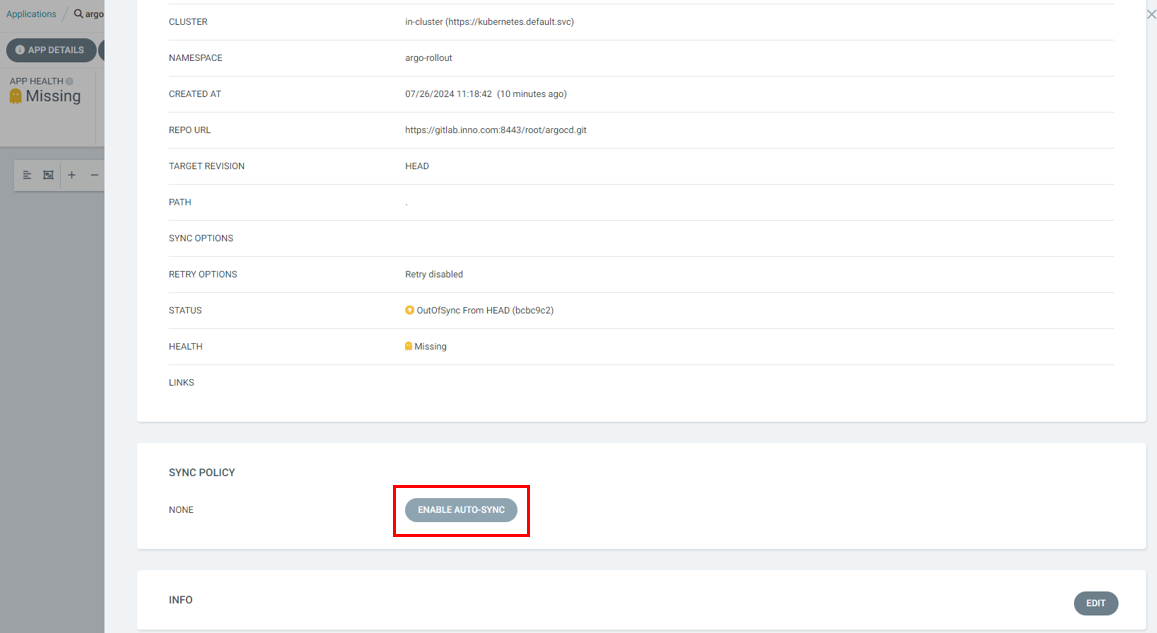 Applications / argo
APP DETAILS
APP HEALTH
Missing
CLUSTER in-cluster (https://kubernetes.default.svc)
NAMESPACE argo-rollout
CREATED AT 07/26/2024 11:18:42 (10 minutes ago)
REPO URL https://gitlab.inno.com:8443/root/argocd.git
TARGET REVISION HEAD
PATH .
SYNC OPTIONS
RETRY OPTIONS Retry disabled
STATUS OutOfSync From HEAD (bcbc9c2)
HEALTH Missing
LINKS
SYNC POLICY
NONE ENABLE AUTO-SYNC
INFO EDIT